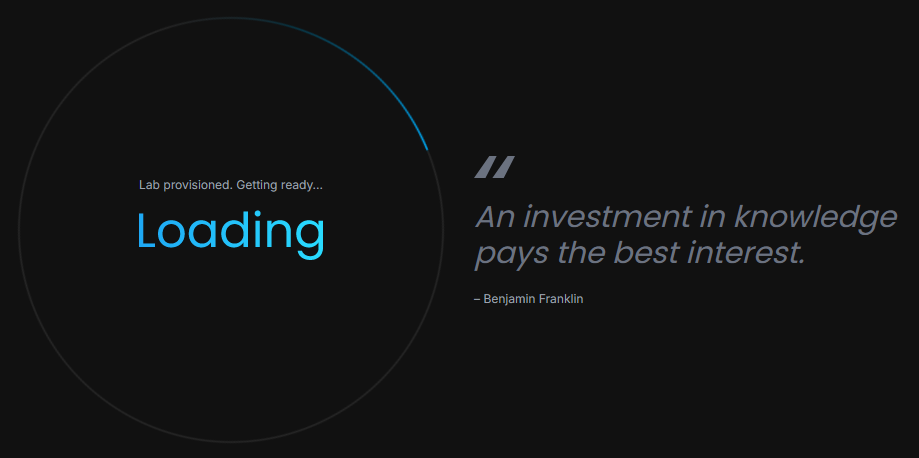 Lab provisioned. Getting ready...
Loading
"
An investment in knowledge
pays the best interest.
– Benjamin Franklin